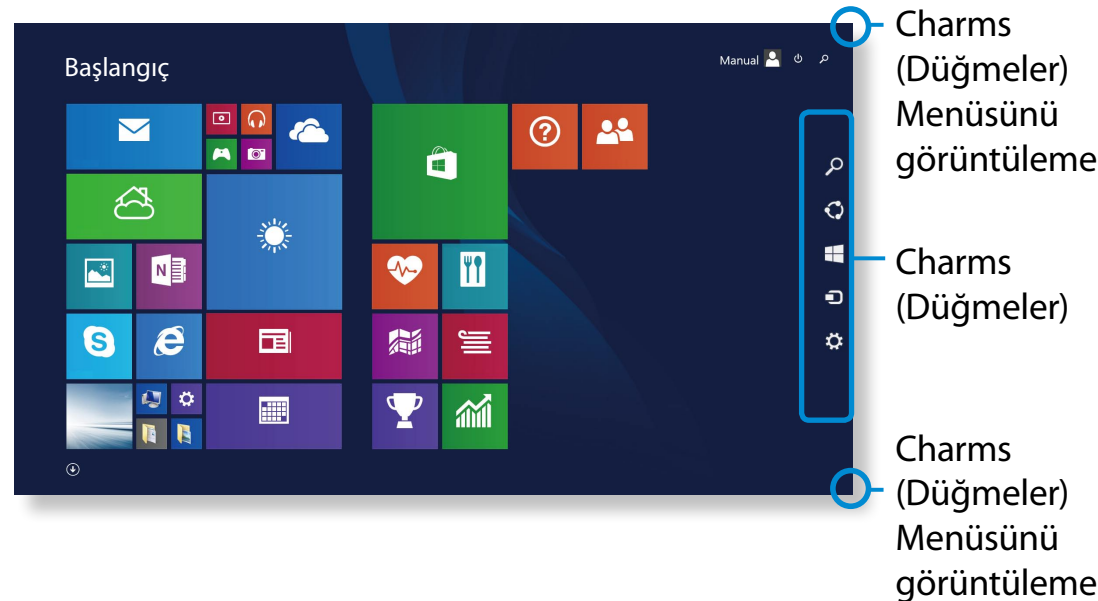 Başlangıç
Manual
Charms
(Düğmeler)
Menüsünü
görüntüleme
Charms
(Düğmeler)
Charms
(Düğmeler)
Menüsünü
görüntüleme